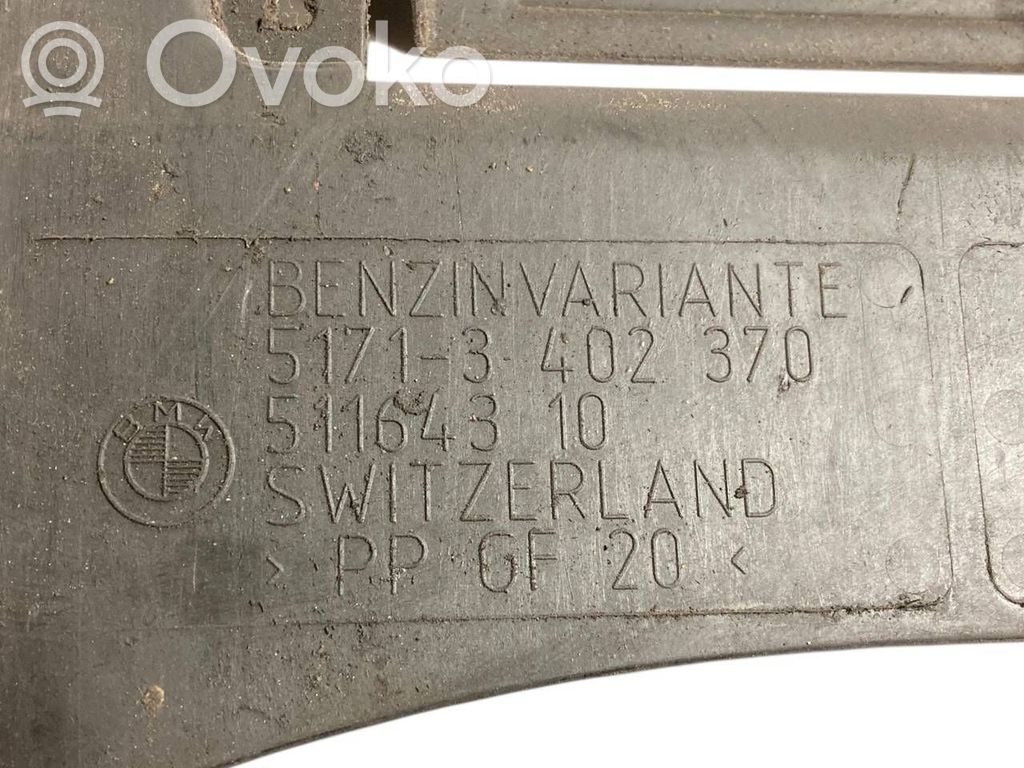 Ovoko
BENZINVARIANTE
5171-3 402 370
511643 10
BMW
SWITZERLAND
> PP GF 20 <